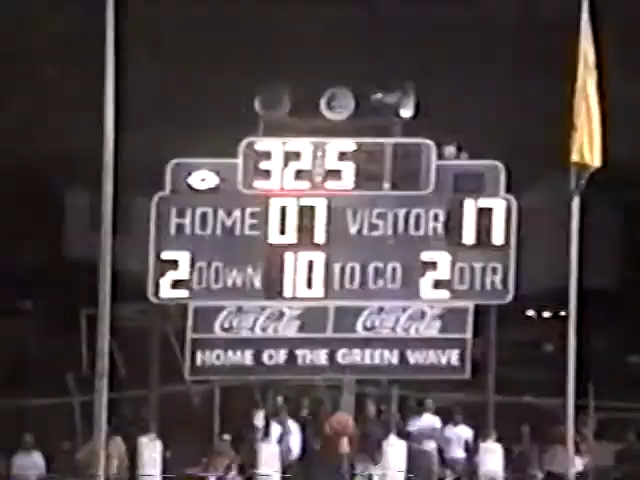 32:5
HOME 07 VISITOR 17
2 DOWN 10 TO GO 2 QTR
Coca-Cola Coca-Cola
HOME OF THE GREEN WAVE